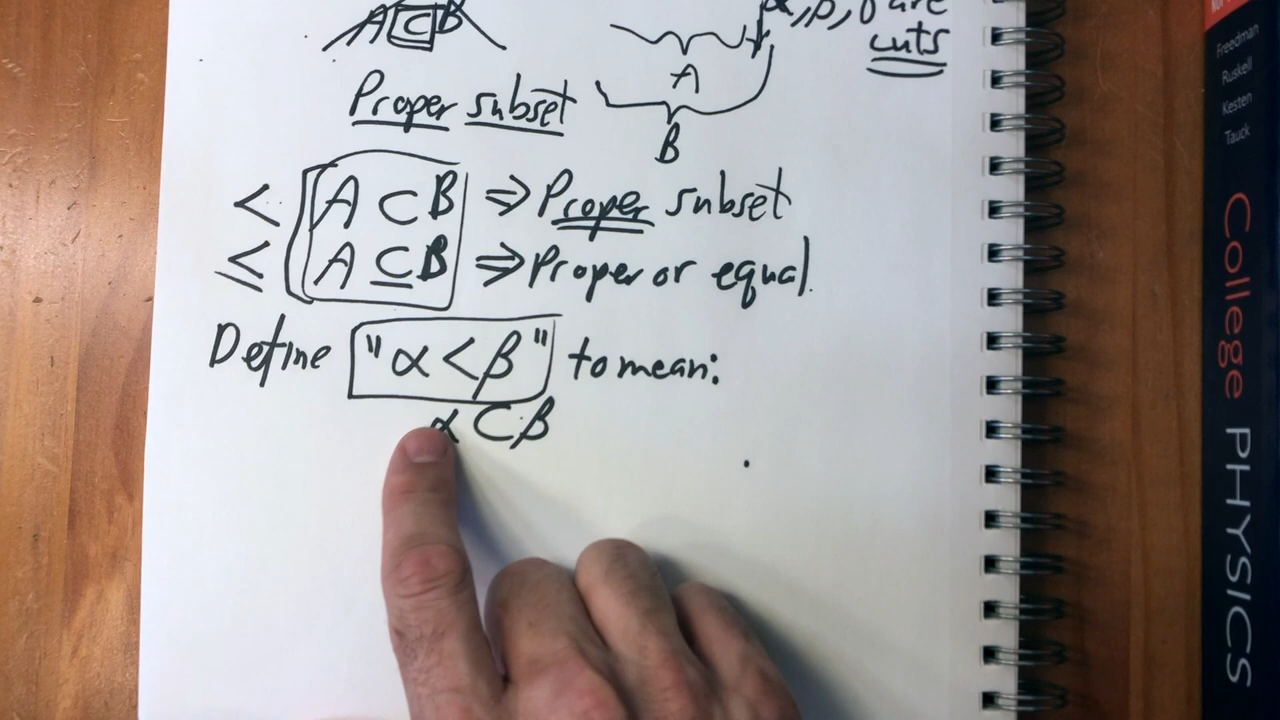 A ⊂ B
α, β, γ are
cuts
A
Proper subset
B
< A ⊂ B ⇒ Proper subset
≤ A ⊆ B ⇒ Proper or equal.
Define "α < β" to mean:
α ⊂ β
Freedman
Ruskell
Kesten
Tauck
College PHYSICS